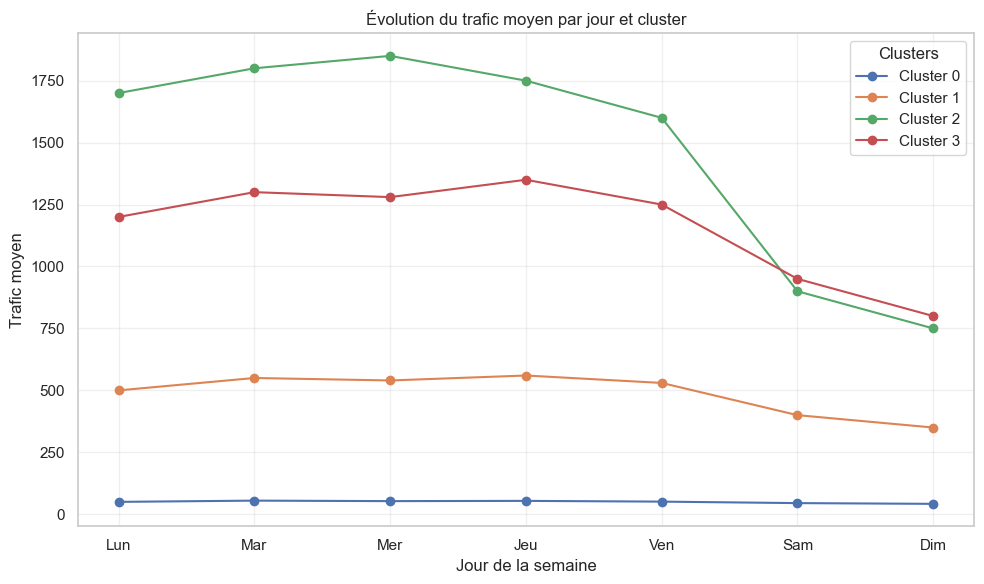 Évolution du trafic moyen par jour et cluster
Clusters
Cluster 0
Cluster 1
Cluster 2
Cluster 3
Trafic moyen
1750
1500
1250
1000
750
500
250
0
Lun Mar Mer Jeu Ven Sam Dim
Jour de la semaine